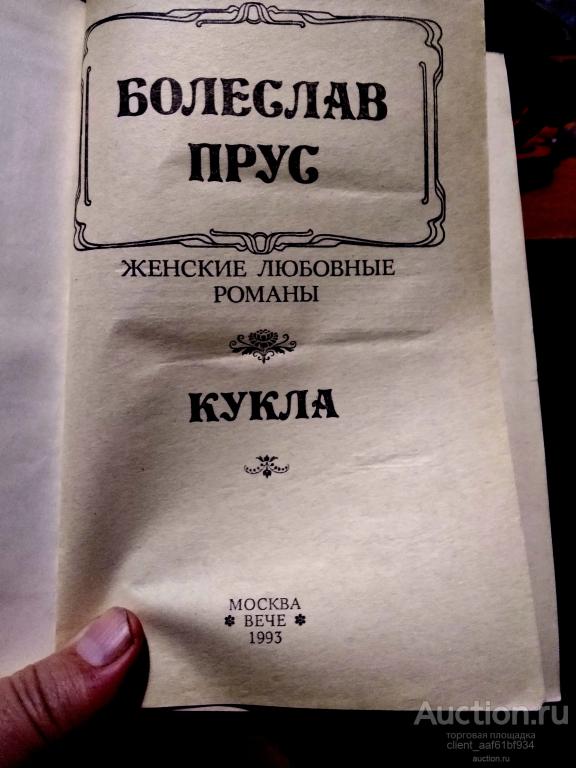 БОЛЕСЛАВ
ПРУС
ЖЕНСКИЕ ЛЮБОВНЫЕ
РОМАНЫ
КУКЛА
МОСКВА
* ВЕЧЕ *
1993
Auction.ru
торговая площадка
client_aaf61bf934
auction.ru